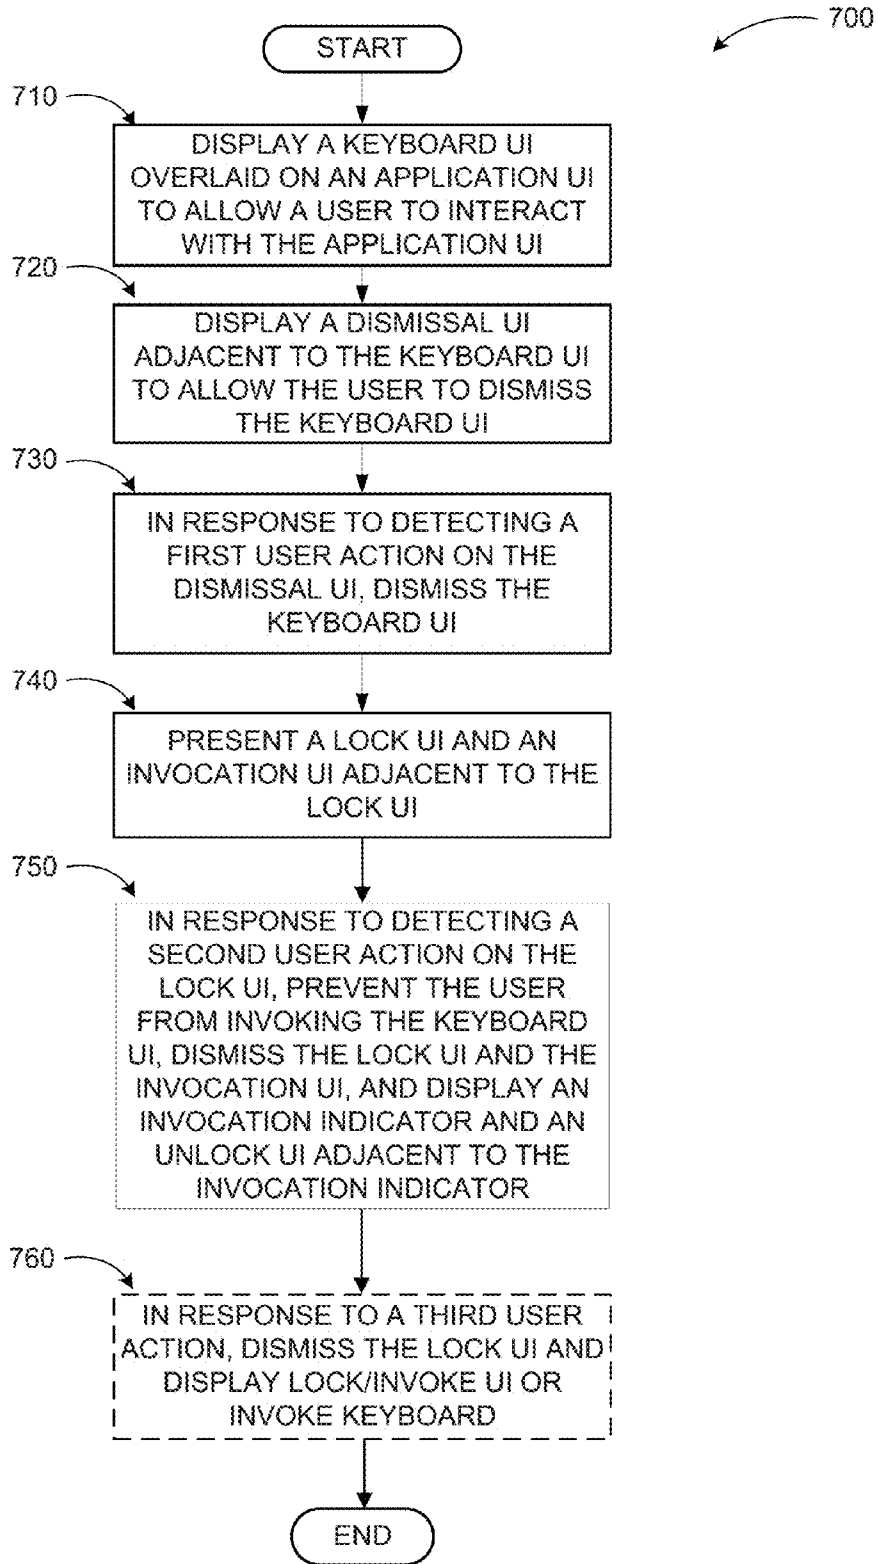 700
START
710
DISPLAY A KEYBOARD UI
OVERLAID ON AN APPLICATION UI
TO ALLOW A USER TO INTERACT
WITH THE APPLICATION UI
720
DISPLAY A DISMISSAL UI
ADJACENT TO THE KEYBOARD UI
TO ALLOW THE USER TO DISMISS
THE KEYBOARD UI
730
IN RESPONSE TO DETECTING A
FIRST USER ACTION ON THE
DISMISSAL UI, DISMISS THE
KEYBOARD UI
740
PRESENT A LOCK UI AND AN
INVOCATION UI ADJACENT TO THE
LOCK UI
750
IN RESPONSE TO DETECTING A
SECOND USER ACTION ON THE
LOCK UI, PREVENT THE USER
FROM INVOKING THE KEYBOARD
UI, DISMISS THE LOCK UI AND THE
INVOCATION UI, AND DISPLAY AN
INVOCATION INDICATOR AND AN
UNLOCK UI ADJACENT TO THE
INVOCATION INDICATOR
760
IN RESPONSE TO A THIRD USER
ACTION, DISMISS THE LOCK UI AND
DISPLAY LOCK/INVOKE UI OR
INVOKE KEYBOARD
END